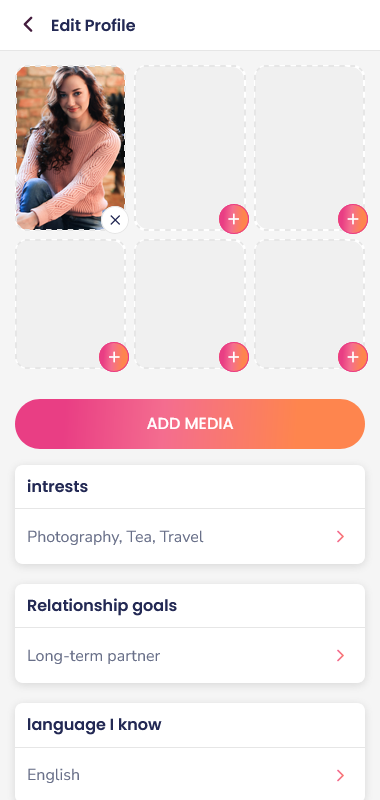 Edit Profile
ADD MEDIA
intrests
Photography, Tea, Travel
Relationship goals
Long-term partner
language I know
English